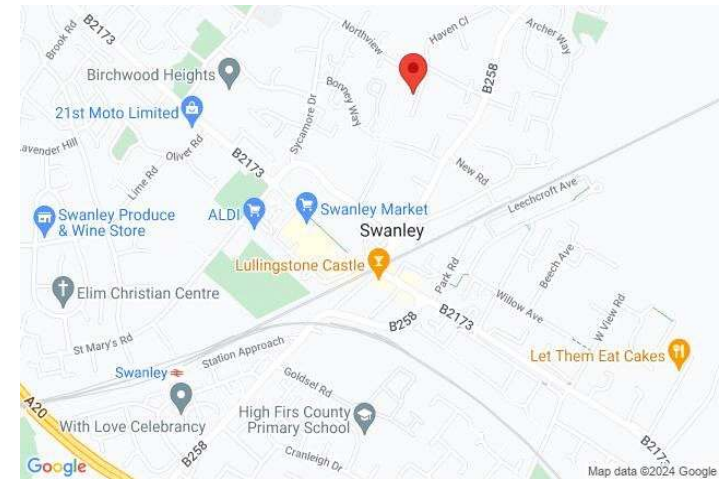 Brook Rd
B2173
Northview
Haven Cl
Archer Way
Birchwood Heights
Bonney Way
B258
21st Moto Limited
Sycamore Dr
Lavender Hill
Oliver Rd
B2173
New Rd
Lime Rd
Leechcroft Ave
Swanley Produce
& Wine Store
ALDI
Swanley Market
Swanley
Lullingstone Castle
Park Rd
Beech Ave
Elim Christian Centre
Willow Ave
W View Rd
B258
B2173
St Mary's Rd
Station Approach
Let Them Eat Cakes
Swanley
Goldsel Rd
A20
With Love Celebrancy
High Firs County
Primary School
B258
Cranleigh Dr
B2173
Google
Map data ©2024 Google